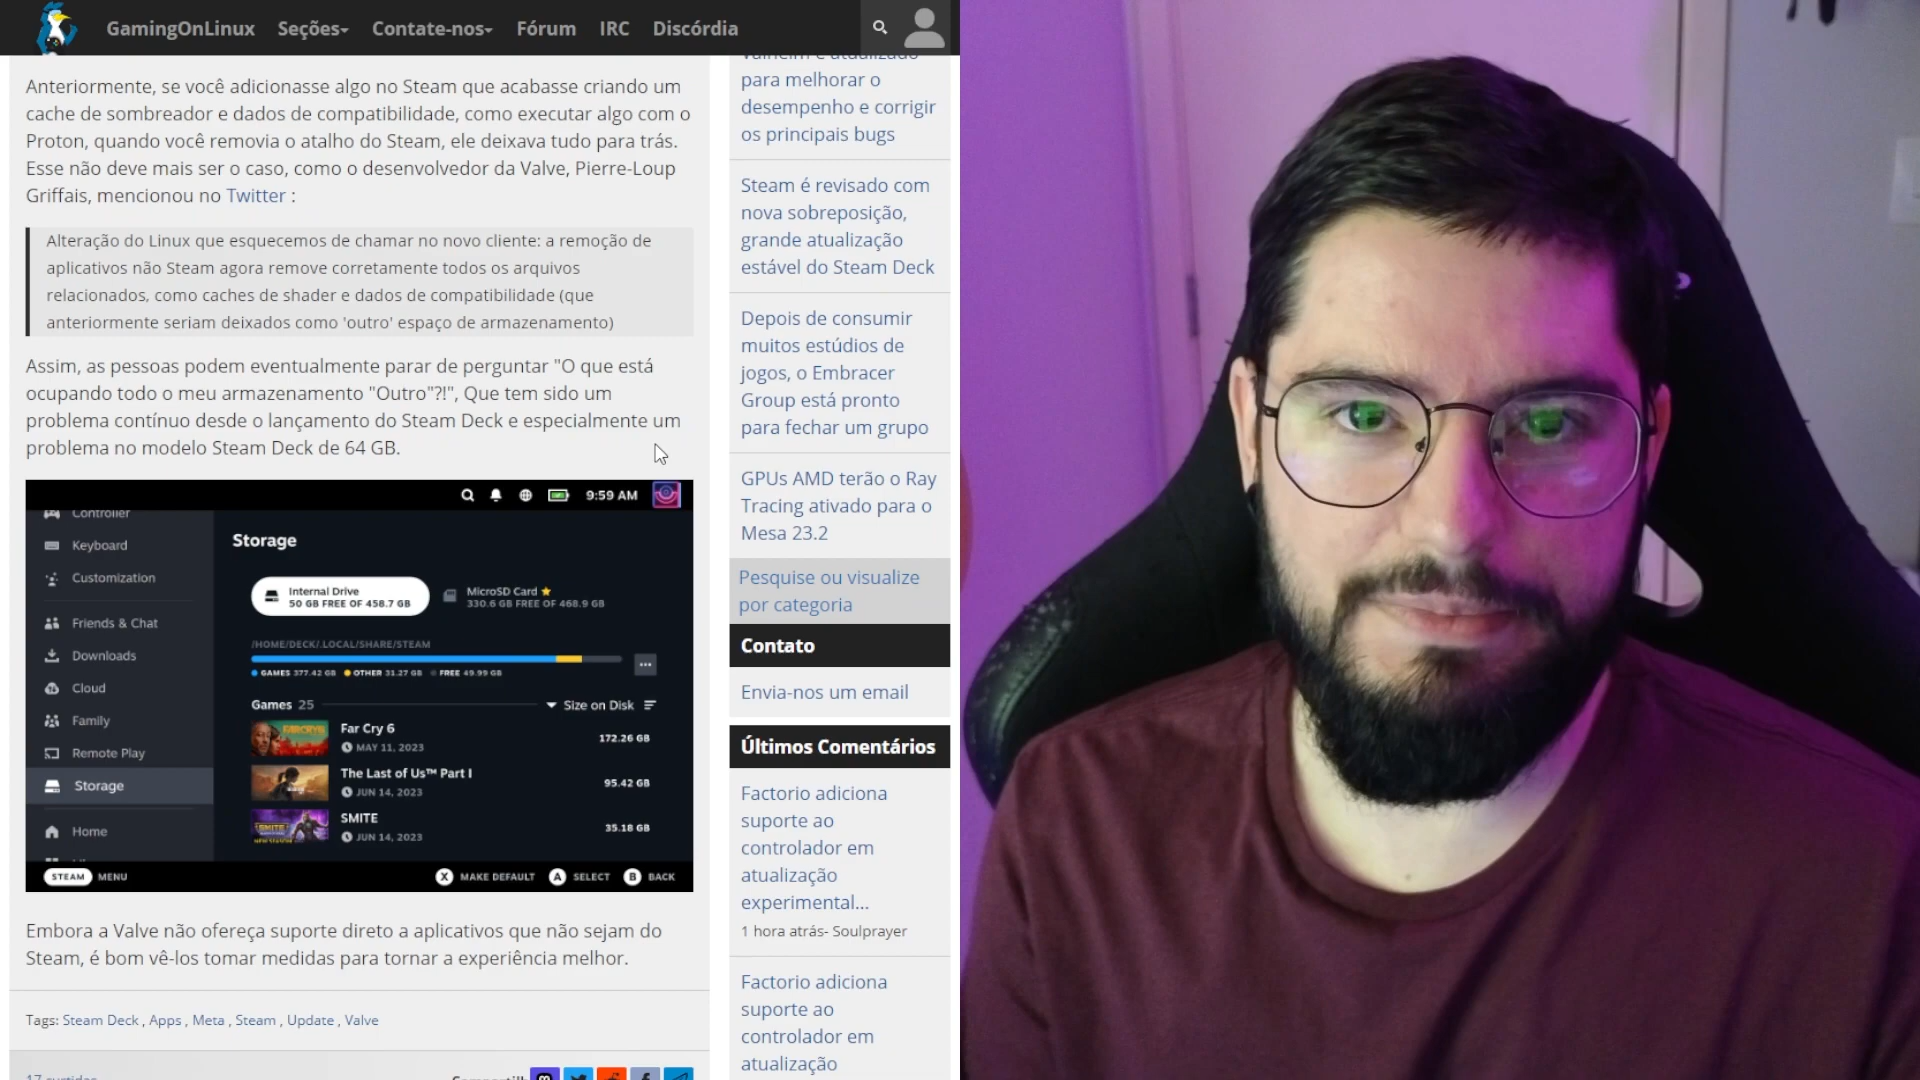 GamingOnLinux Seções Contate-nos Fórum IRC Discórdia
Anteriormente, se você adicionasse algo no Steam que acabasse criando um
cache de sombreador e dados de compatibilidade, como executar algo com o
Proton, quando você removia o atalho do Steam, ele deixava tudo para trás.
Esse não deve mais ser o caso, como o desenvolvedor da Valve, Pierre-Loup
Griffais, mencionou no Twitter :
Alteração do Linux que esquecemos de chamar no novo cliente: a remoção de
aplicativos não Steam agora remove corretamente todos os arquivos
relacionados, como caches de shader e dados de compatibilidade (que
anteriormente seriam deixados como 'outro' espaço de armazenamento)
Assim, as pessoas podem eventualmente parar de perguntar "O que está
ocupando todo o meu armazenamento "Outro"?!", Que tem sido um
problema contínuo desde o lançamento do Steam Deck e especialmente um
problema no modelo Steam Deck de 64 GB.
9:59 AM
Controller
Keyboard
Customization
Friends & Chat
Downloads
Cloud
Family
Remote Play
Storage
Home
Storage
Internal Drive
50 GB FREE OF 458.7 GB
MicroSD Card
330.6 GB FREE OF 468.9 GB
/HOME/DECK/.LOCAL/SHARE/STEAM
GAMES 377.42 GB OTHER 31.27 GB FREE 49.99 GB
Games 25 Size on Disk
FARCRY6
Far Cry 6
MAY 11, 2023
172.26 GB
The Last of Us™ Part I
JUN 14, 2023
95.42 GB
SMITE
SMITE
JUN 14, 2023
35.18 GB
STEAM MENU X MAKE DEFAULT A SELECT B BACK
Embora a Valve não ofereça suporte direto a aplicativos que não sejam do
Steam, é bom vê-los tomar medidas para tornar a experiência melhor.
Tags: Steam Deck , Apps , Meta , Steam , Update , Valve
17 curtidas
Valheim é atualizado
para melhorar o
desempenho e corrigir
os principais bugs
Steam é revisado com
nova sobreposição,
grande atualização
estável do Steam Deck
Depois de consumir
muitos estúdios de
jogos, o Embracer
Group está pronto
para fechar um grupo
GPUs AMD terão o Ray
Tracing ativado para o
Mesa 23.2
Pesquise ou visualize
por categoria
Contato
Envia-nos um email
Últimos Comentários
Factorio adiciona
suporte ao
controlador em
atualização
experimental...
1 hora atrás- Soulprayer
Factorio adiciona
suporte ao
controlador em
atualização